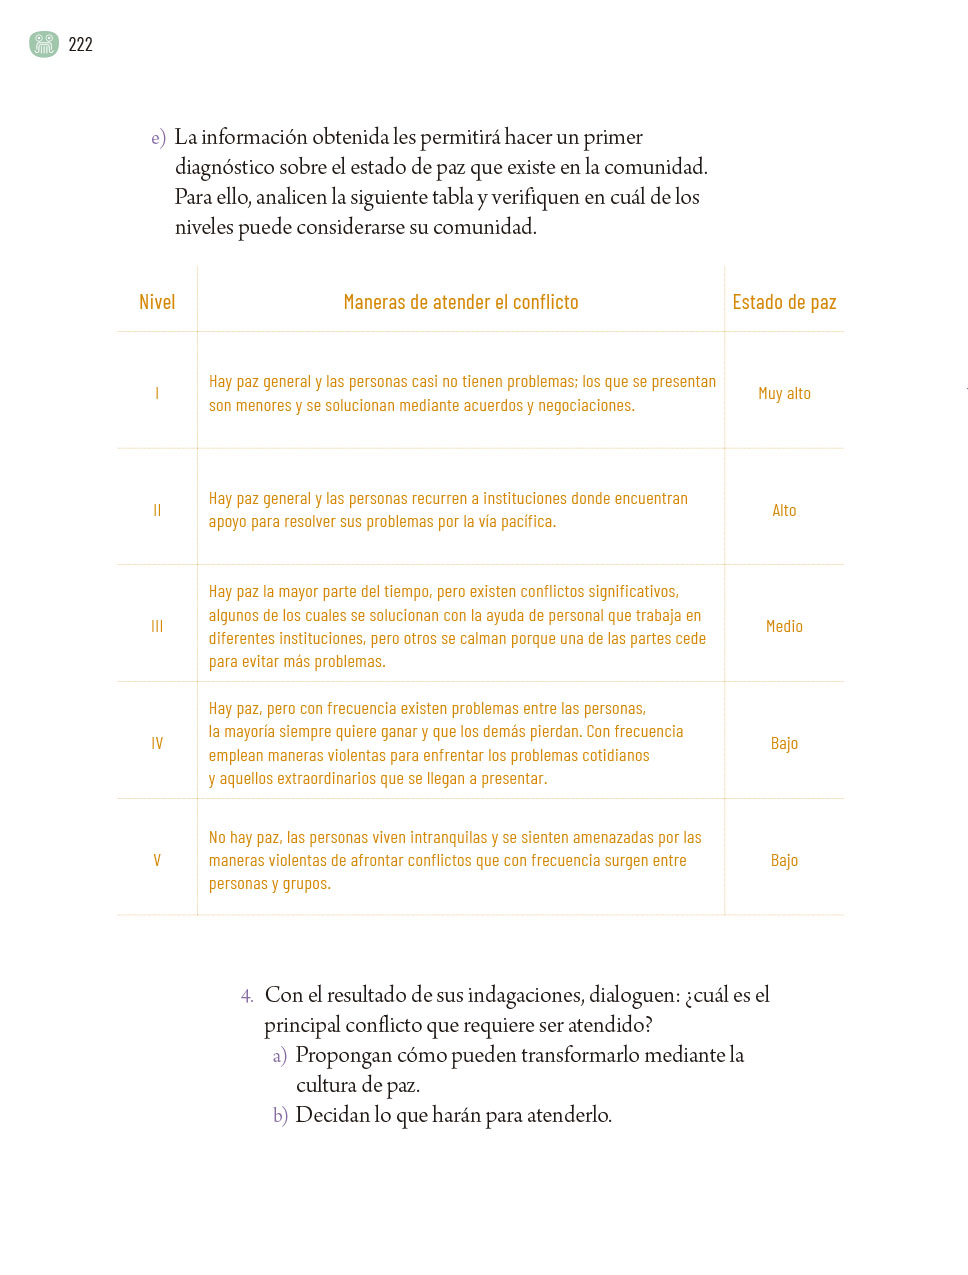 222
e) La información obtenida les permitirá hacer un primer
diagnóstico sobre el estado de paz que existe en la comunidad.
Para ello, analicen la siguiente tabla y verifiquen en cuál de los
niveles puede considerarse su comunidad.
Nivel Maneras de atender el conflicto Estado de paz
I
Hay paz general y las personas casi no tienen problemas; los que se presentan
son menores y se solucionan mediante acuerdos y negociaciones.
Muy alto
II
Hay paz general y las personas recurren a instituciones donde encuentran
apoyo para resolver sus problemas por la vía pacífica.
Alto
III
Hay paz la mayor parte del tiempo, pero existen conflictos significativos,
algunos de los cuales se solucionan con la ayuda de personal que trabaja en
diferentes instituciones, pero otros se calman porque una de las partes cede
para evitar más problemas.
Medio
IV
Hay paz, pero con frecuencia existen problemas entre las personas,
la mayoría siempre quiere ganar y que los demás pierdan. Con frecuencia
emplean maneras violentas para enfrentar los problemas cotidianos
y aquellos extraordinarios que se llegan a presentar.
Bajo
V
No hay paz, las personas viven intranquilas y se sienten amenazadas por las
maneras violentas de afrontar conflictos que con frecuencia surgen entre
personas y grupos.
Bajo
4. Con el resultado de sus indagaciones, dialoguen: ¿cuál es el
principal conflicto que requiere ser atendido?
a) Propongan cómo pueden transformarlo mediante la
cultura de paz.
b) Decidan lo que harán para atenderlo.